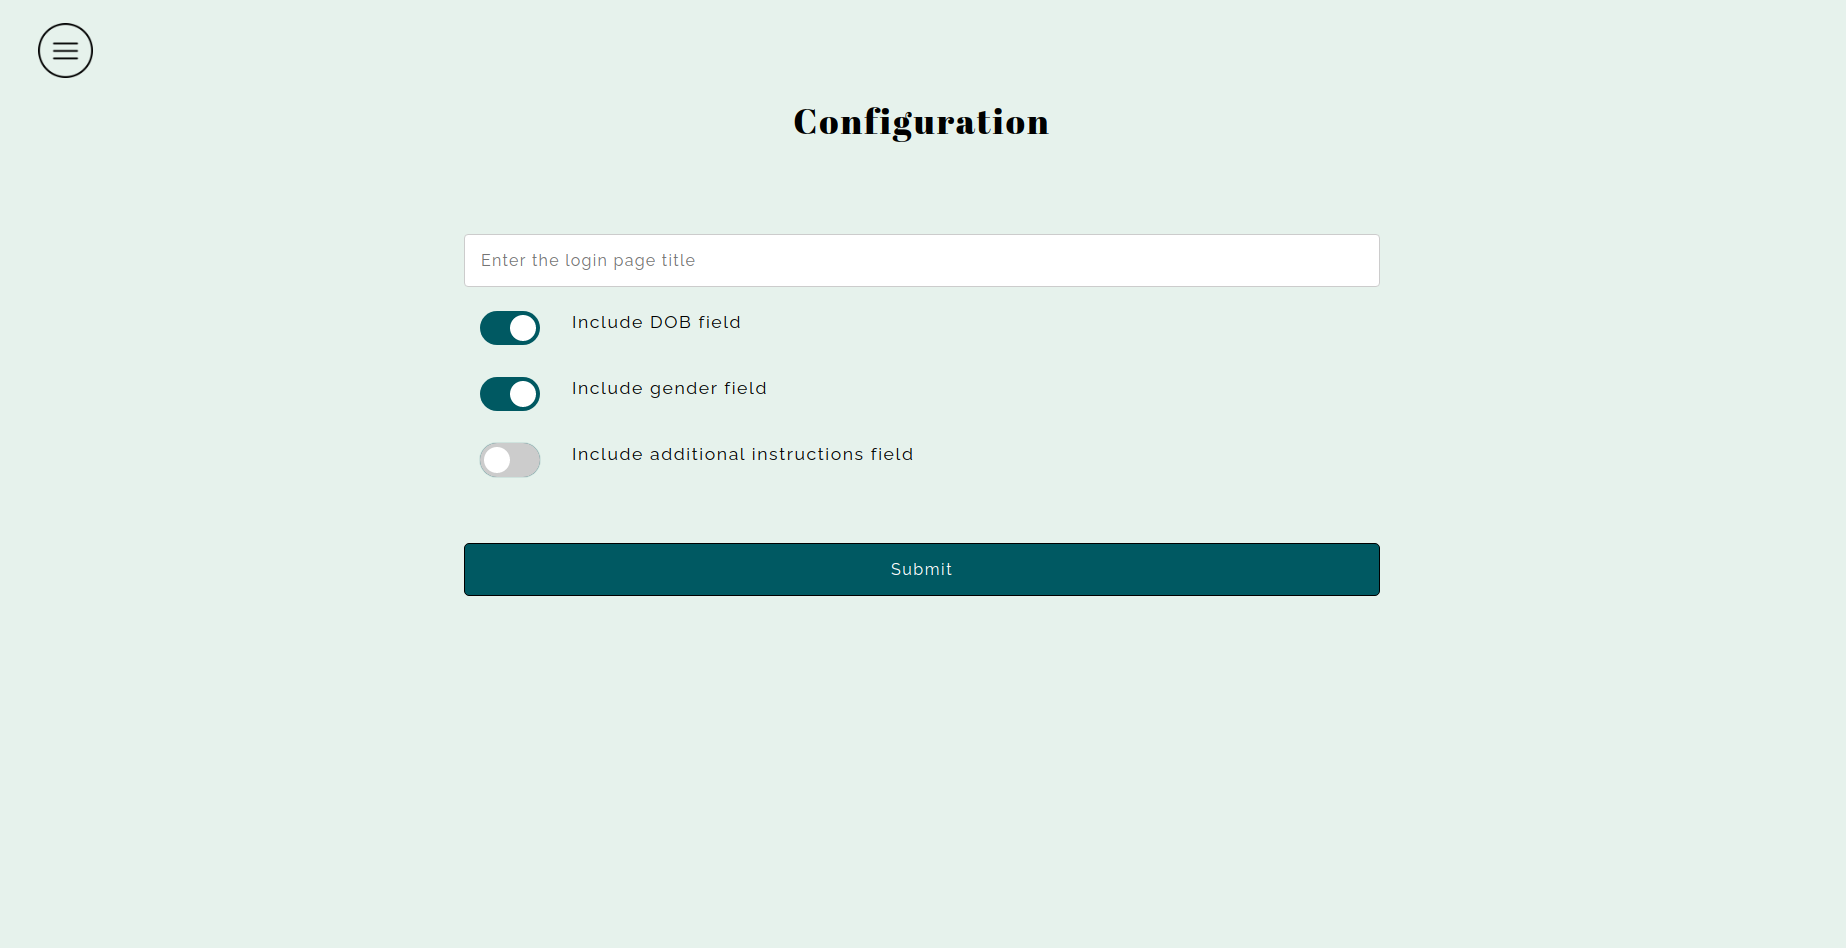 Configuration
Enter the login page title
Include DOB field
Include gender field
Include additional instructions field
Submit